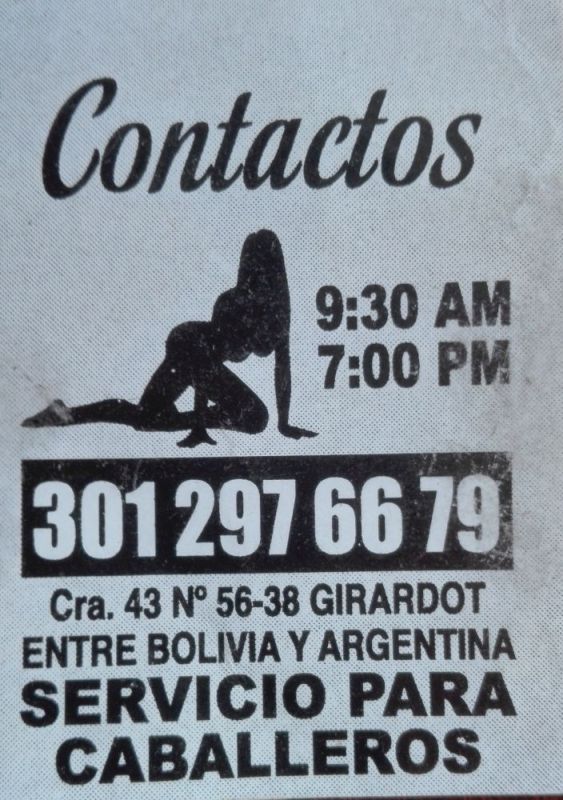 Contactos
9:30 AM
7:00 PM
301 297 66 79
Cra. 43 Nº 56-38 GIRARDOT
ENTRE BOLIVIA Y ARGENTINA
SERVICIO PARA
CABALLEROS